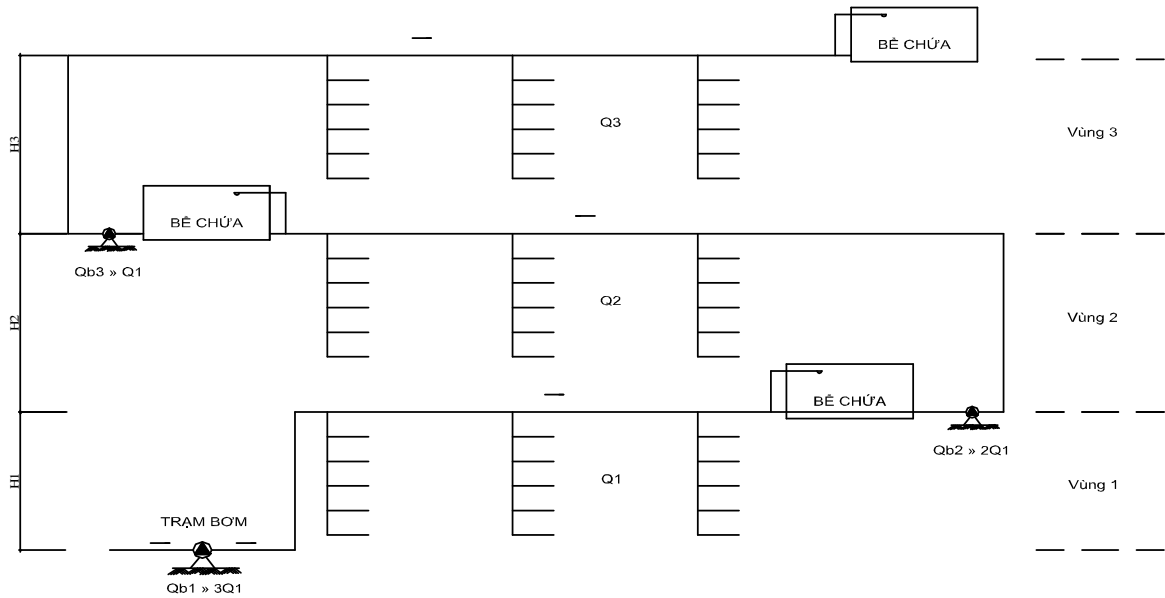 BỂ CHỨA
H3
Q3
Vùng 3
BỂ CHỨA
Qb3 » Q1
H2
Q2
Vùng 2
BỂ CHỨA
Qb2 » 2Q1
H1
Q1
Vùng 1
TRẠM BƠM
Qb1 » 3Q1